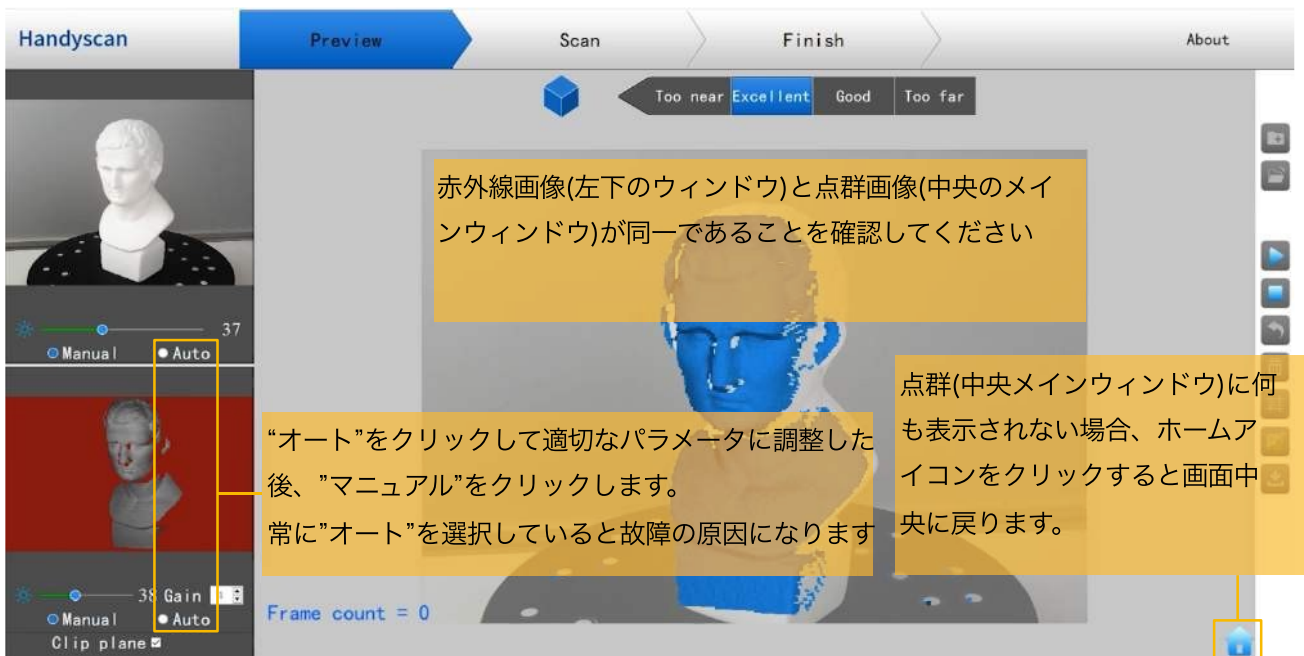 Handyscan
Preview
Scan
Finish
About
Too near
Excellent
Good
Too far
赤外線画像(左下のウィンドウ)と点群画像(中央のメイ
ンウィンドウ)が同一であることを確認してください
37
Manual
Auto
点群(中央メインウィンドウ)に何
も表示されない場合、ホームア
イコンをクリックすると画面中
央に戻ります。
“オート”をクリックして適切なパラメータに調整した
後、”マニュアル”をクリックします。
常に”オート”を選択していると故障の原因になります
38 Gain
Manual
Auto
Clip plane
Frame count = 0